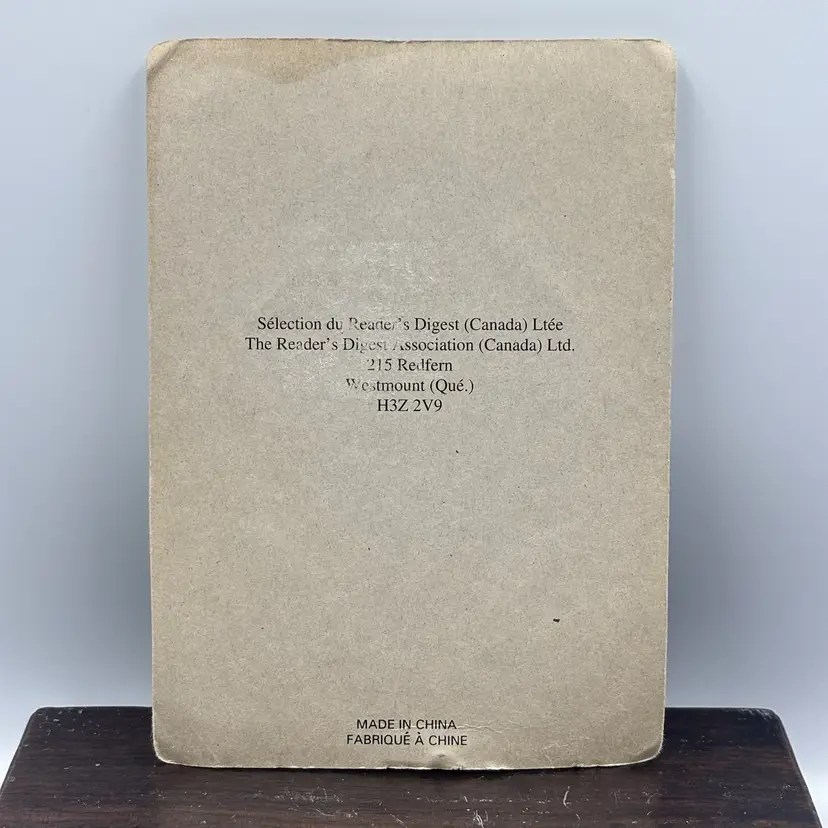 Sélection du Reader's Digest (Canada) Ltée
The Reader's Digest Association (Canada) Ltd.
215 Redfern
Westmount (Qué.)
H3Z 2V9
MADE IN CHINA
FABRIQUÉ À CHINE